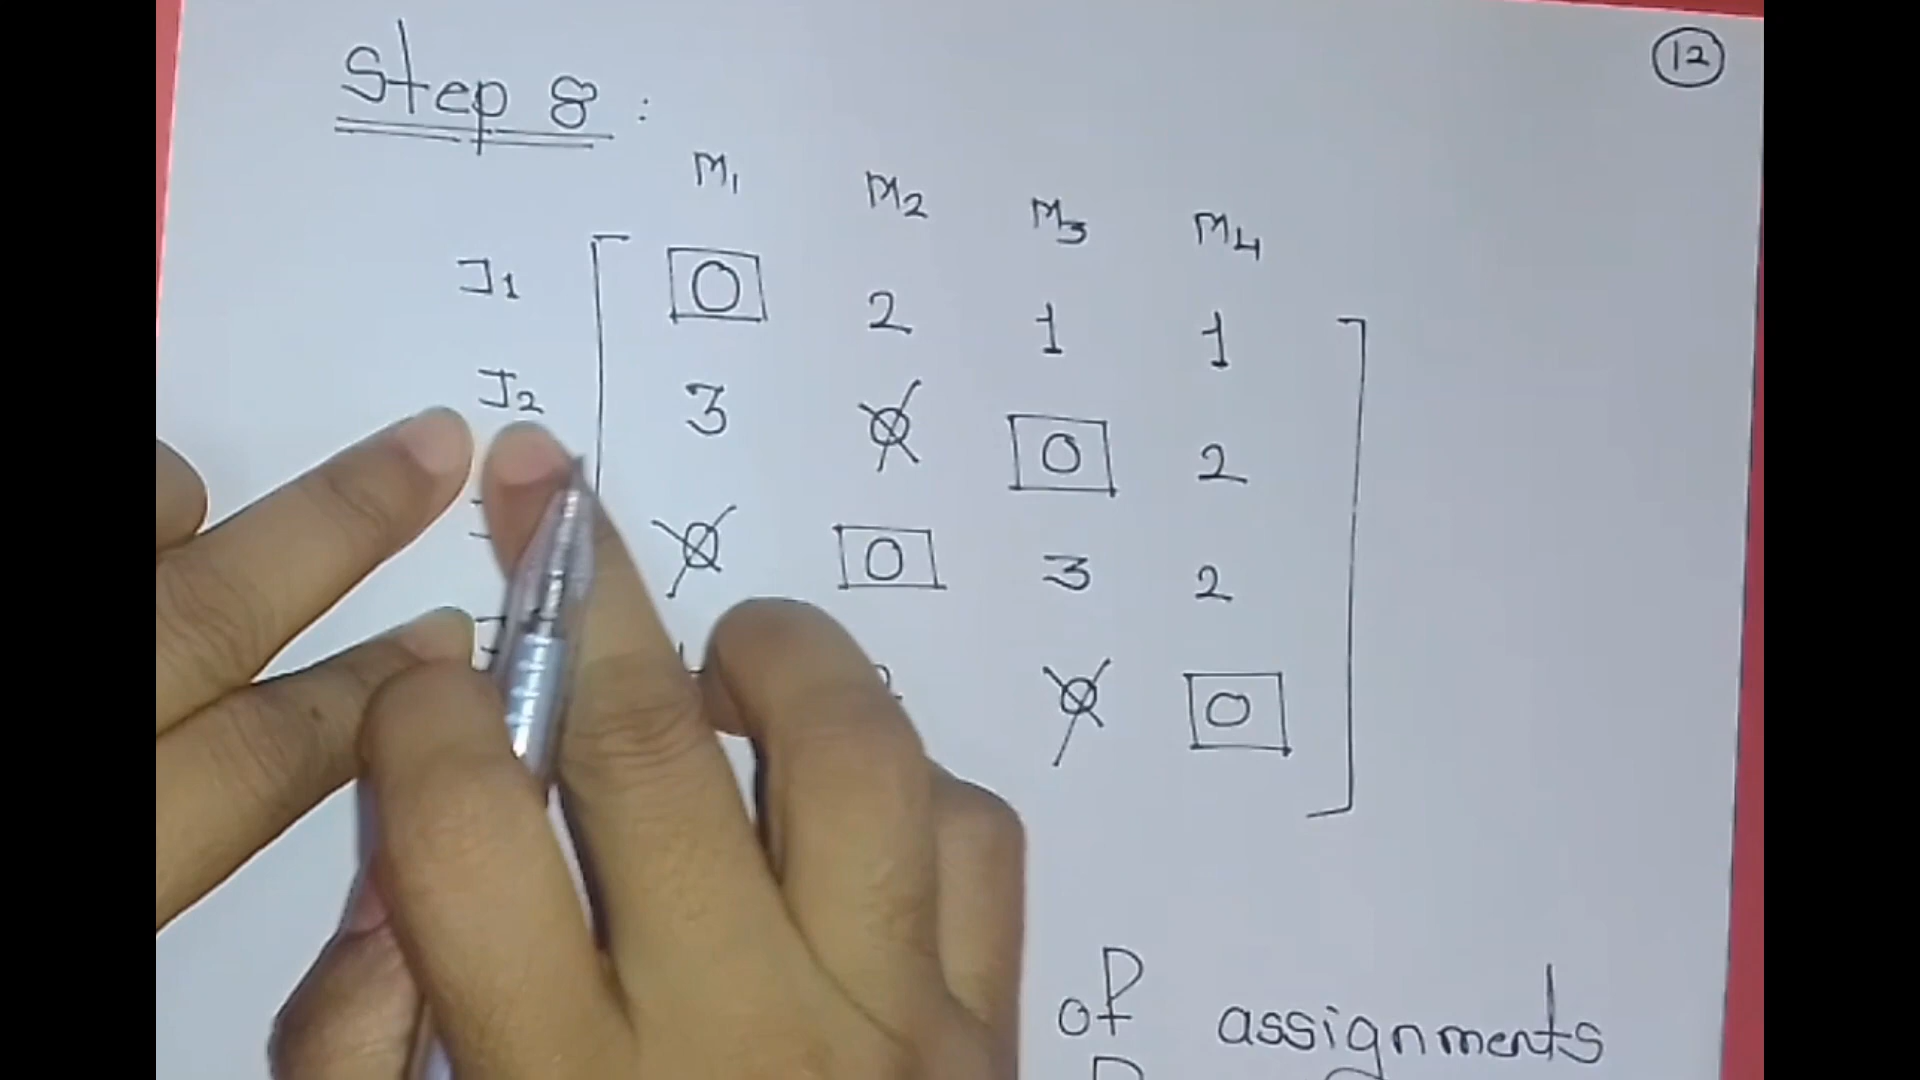 12
Step 8 :
M1 M2 M3 M4
J1 0 2 1 1
J2 3 0 0 2
0 0 3 2
0 0
of assignments